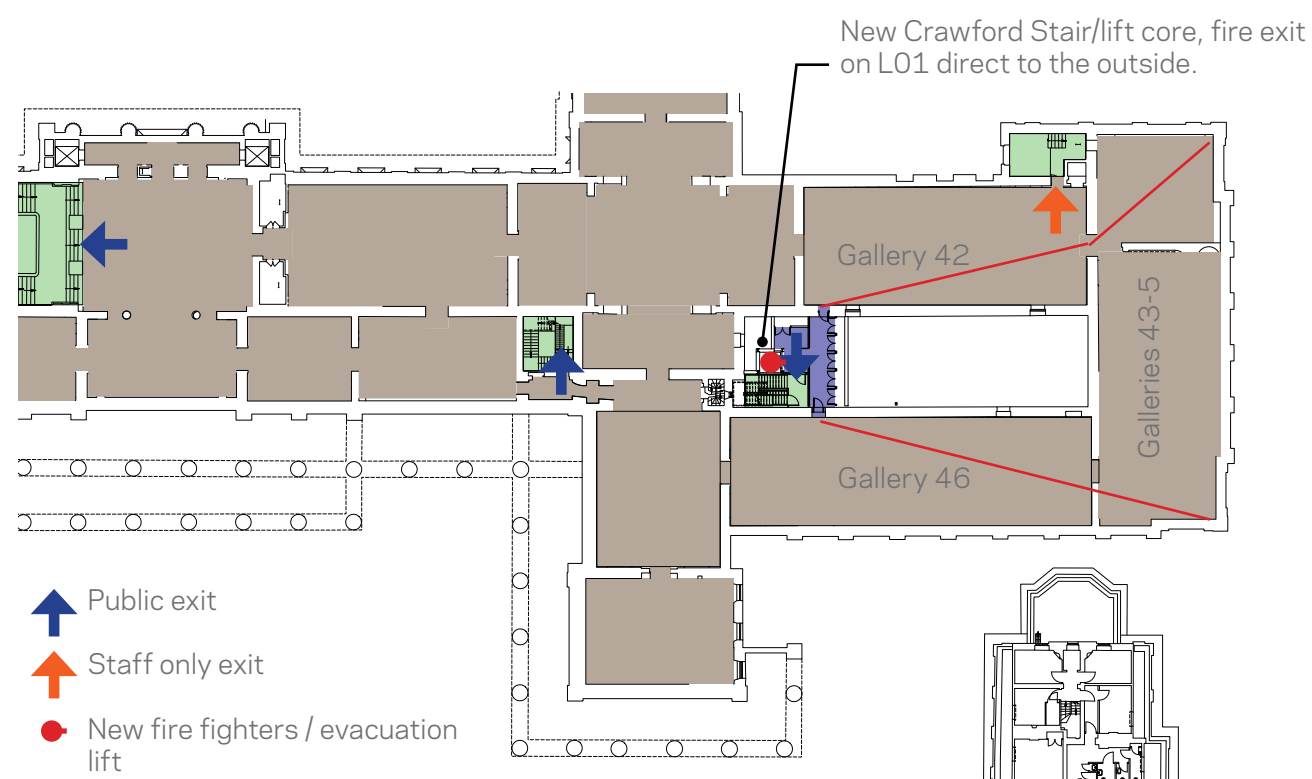 New Crawford Stair/lift core, fire exit
on L01 direct to the outside.
Gallery 42
Galleries 43-5
Gallery 46
Public exit
Staff only exit
New fire fighters / evacuation
lift